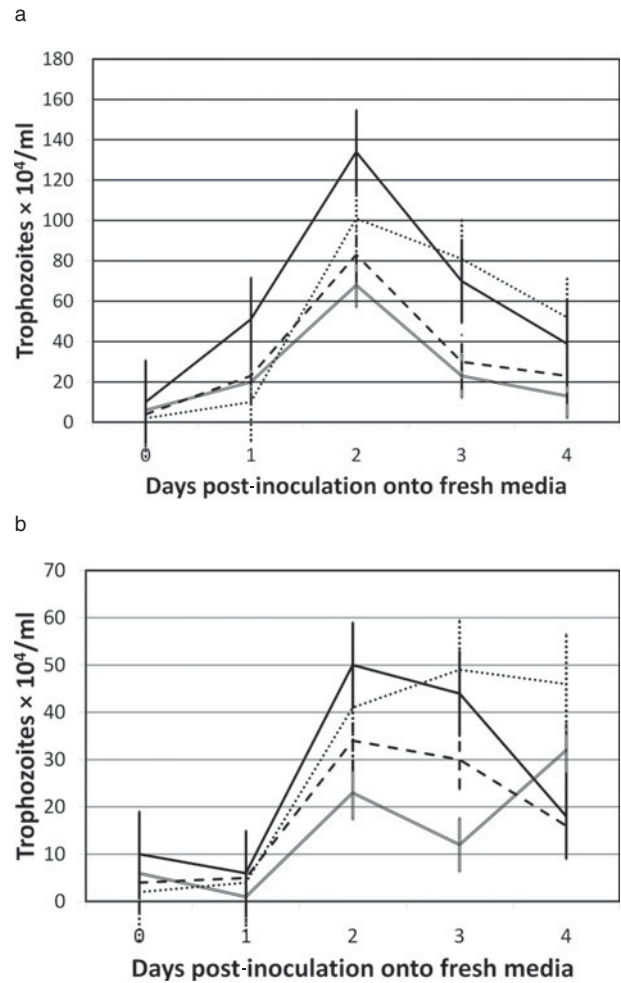 a
180
160
140
120
100
80
60
40
20
0
Trophozoites × 10⁴/ml
0 1 2 3 4
Days post-inoculation onto fresh media
b
70
60
50
40
30
20
10
0
Trophozoites × 10⁴/ml
0 1 2 3 4
Days post-inoculation onto fresh media